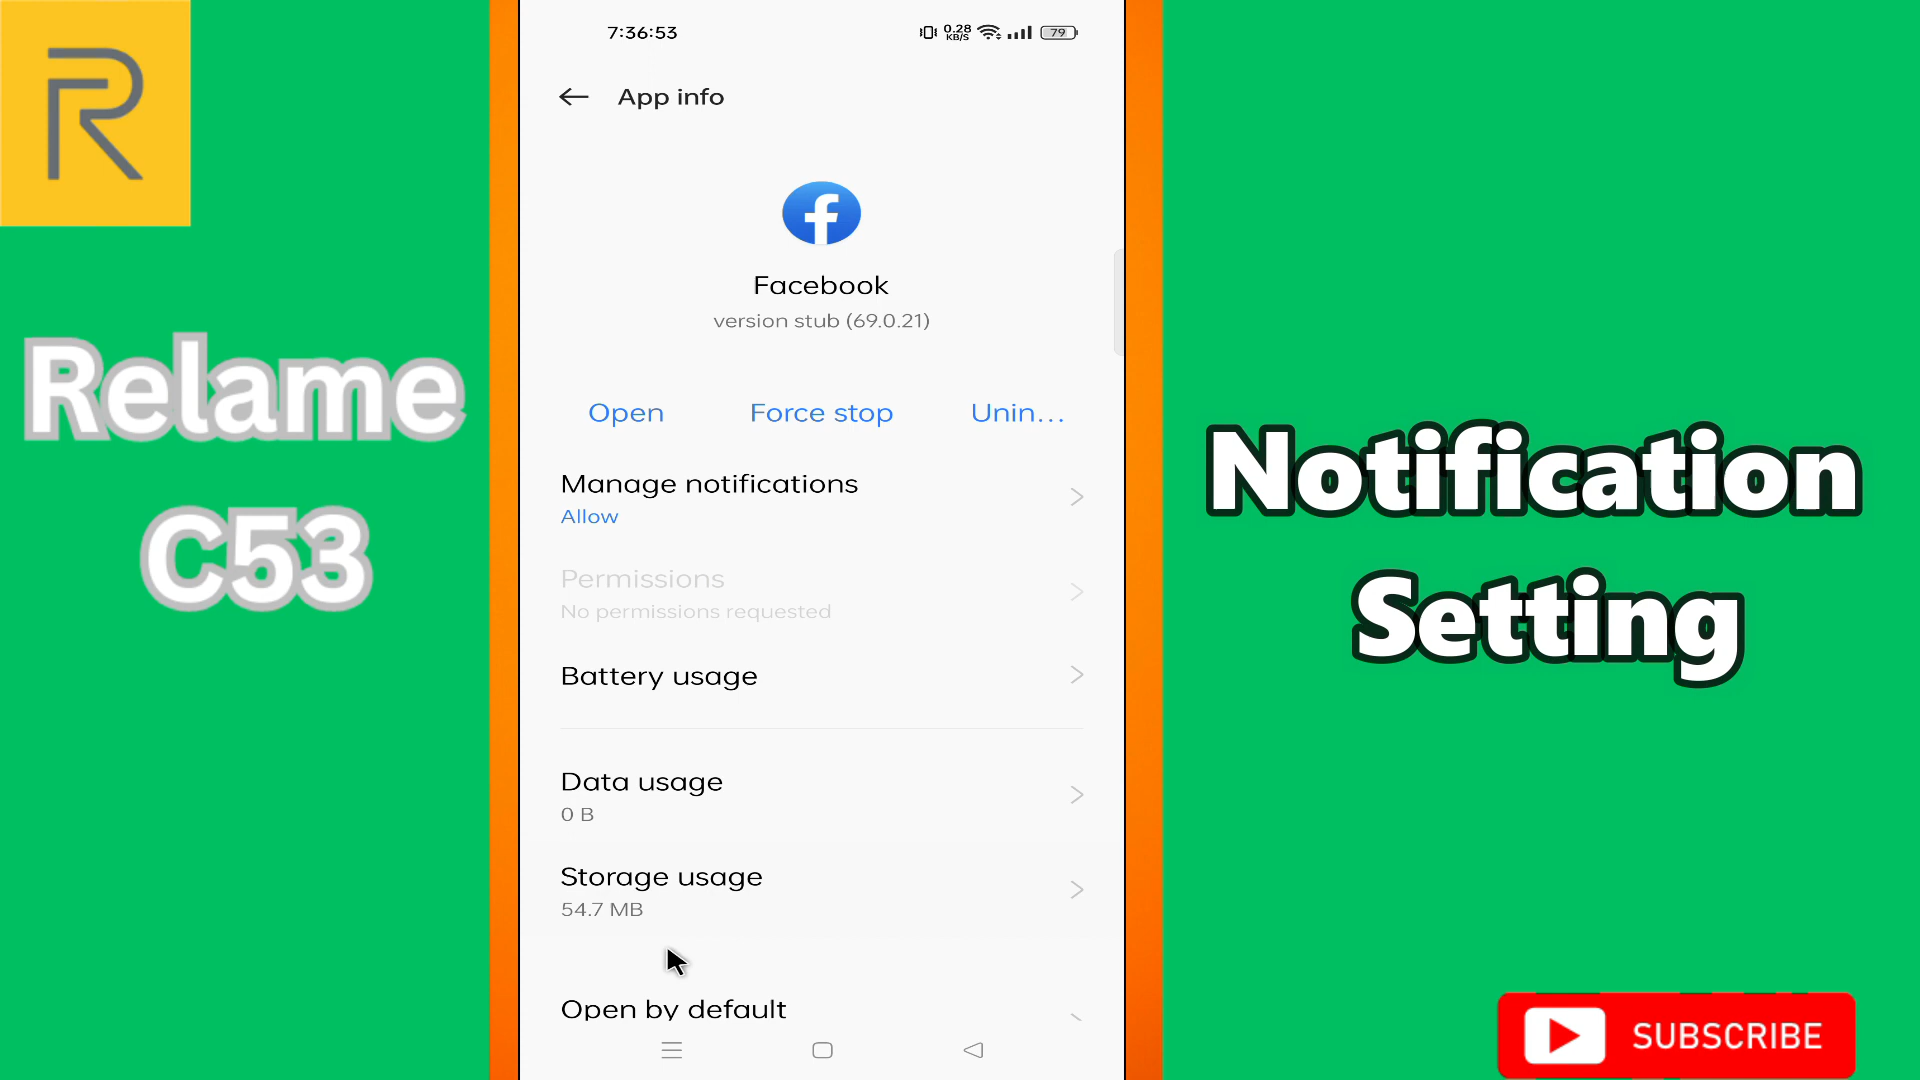 R
Relame
C53
7:36:53
0.28
KB/S
79
App info
Facebook
version stub (69.0.21)
Open Force stop Unin...
Manage notifications
Allow
Permissions
No permissions requested
Battery usage
Data usage
0 B
Storage usage
54.7 MB
Open by default
Notification
Setting
SUBSCRIBE